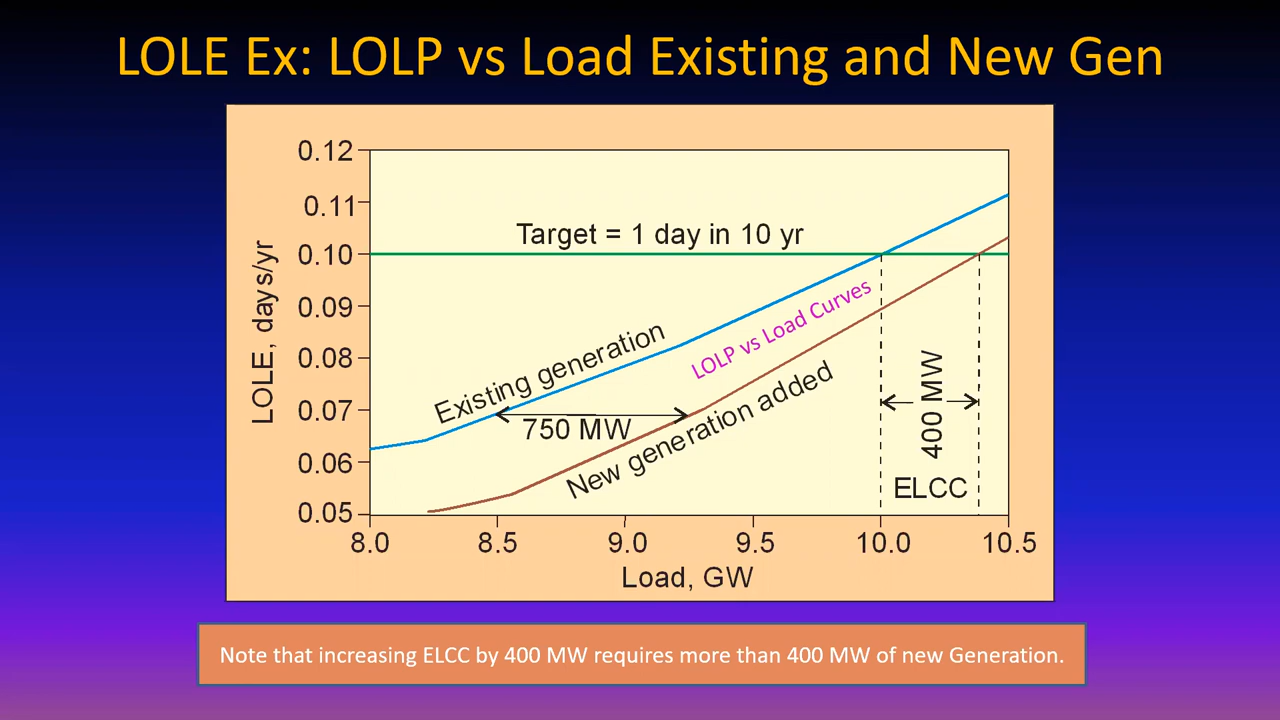 LOLE Ex: LOLP vs Load Existing and New Gen
LOLE, days/yr
0.12
0.11
0.10
0.09
0.08
0.07
0.06
0.05
Target = 1 day in 10 yr
Existing generation
LOLP vs Load Curves
750 MW
New generation added
400 MW
ELCC
8.0 8.5 9.0 9.5 10.0 10.5
Load, GW
Note that increasing ELCC by 400 MW requires more than 400 MW of new Generation.